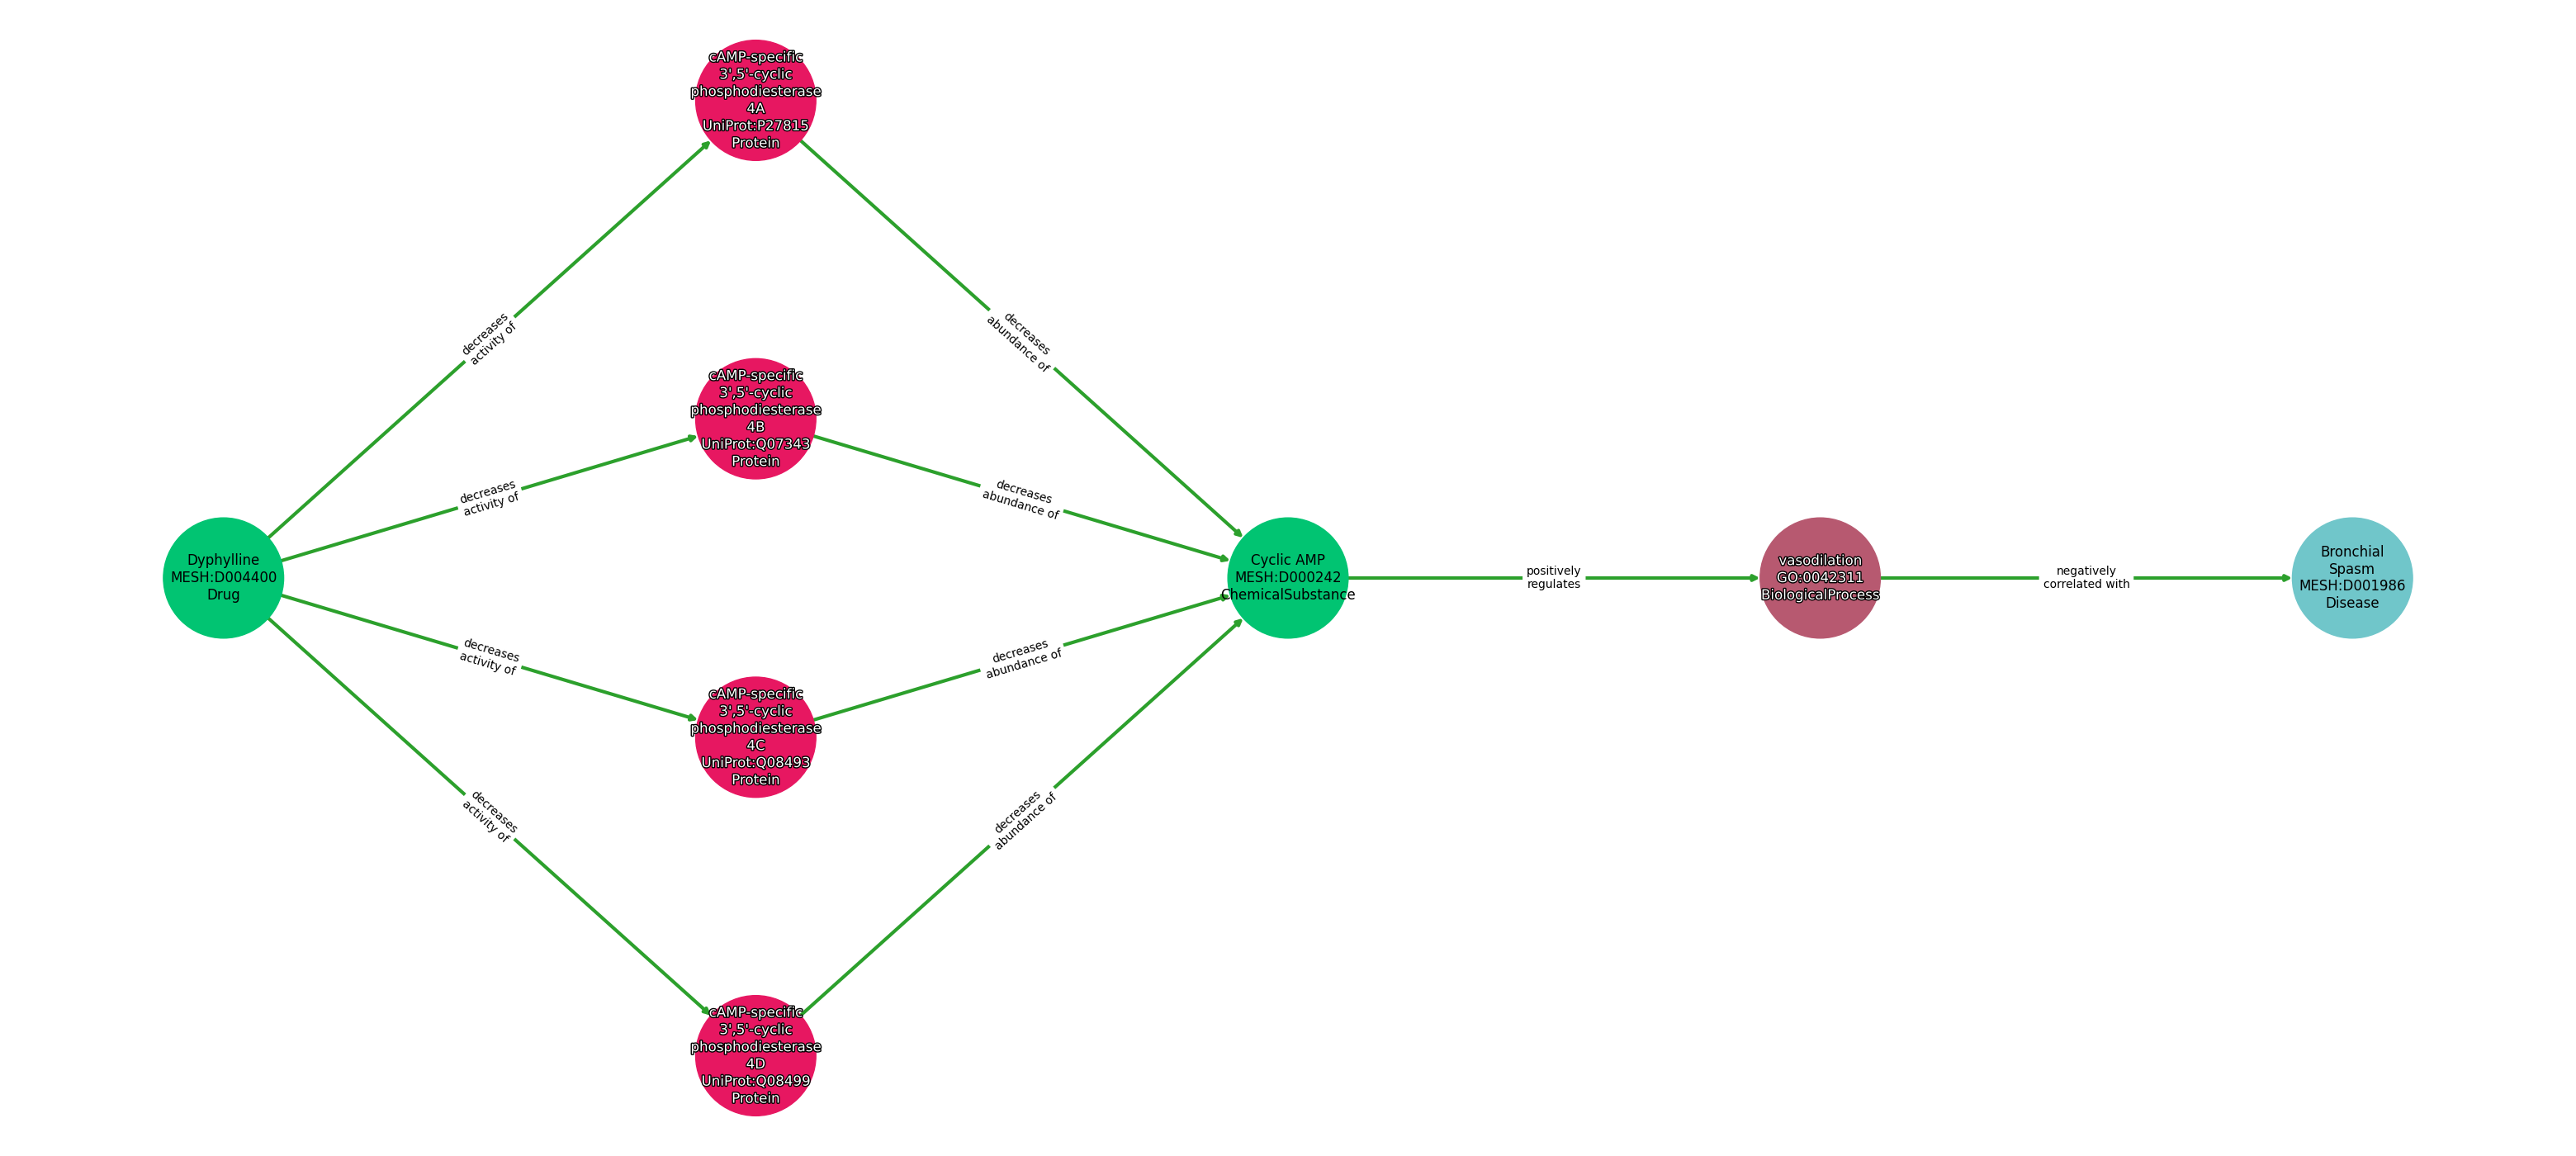 cAMP-specific
3',5'-cyclic
phosphodiesterase
4A
UniProt:P27815
Protein
decreases
activity of
decreases
abundance of
cAMP-specific
3',5'-cyclic
phosphodiesterase
4B
UniProt:Q07343
Protein
decreases
activity of
decreases
abundance of
Dyphylline
MESH:D004400
Drug
Cyclic AMP
MESH:D000242
ChemicalSubstance
positively
regulates
vasodilation
GO:0042311
BiologicalProcess
negatively
correlated with
Bronchial
Spasm
MESH:D001986
Disease
decreases
activity of
decreases
abundance of
cAMP-specific
3',5'-cyclic
phosphodiesterase
4C
UniProt:Q08493
Protein
decreases
activity of
decreases
abundance of
cAMP-specific
3',5'-cyclic
phosphodiesterase
4D
UniProt:Q08499
Protein